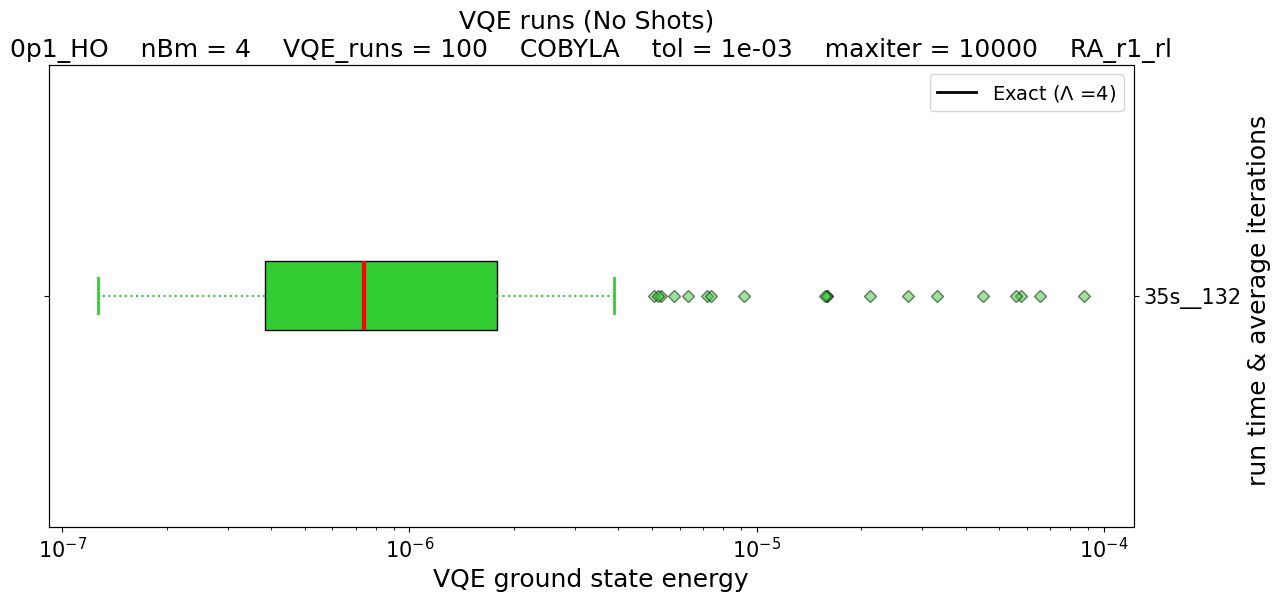 VQE runs (No Shots)
0p1_HO nBm = 4 VQE_runs = 100 COBYLA tol = 1e-03 maxiter = 10000 RA_r1_rl
Exact (Λ =4)
35s__132
run time & average iterations
10⁻⁷ 10⁻⁶ 10⁻⁵ 10⁻⁴
VQE ground state energy